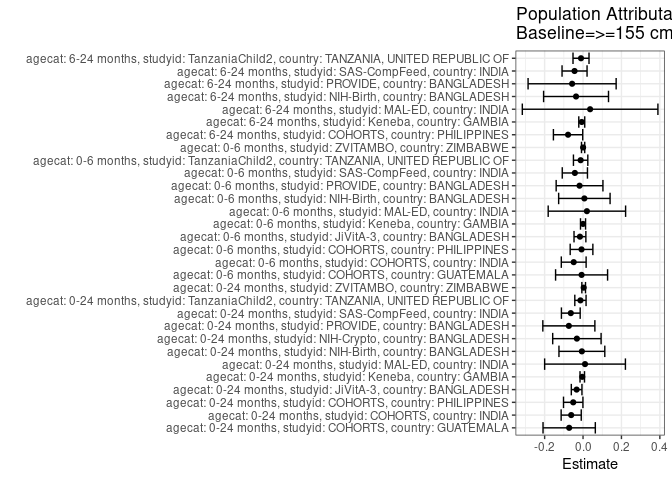 Population Attributa
Baseline=>=155 cm
agecat: 6-24 months, studyid: TanzaniaChild2, country: TANZANIA, UNITED REPUBLIC OF
agecat: 6-24 months, studyid: SAS-CompFeed, country: INDIA
agecat: 6-24 months, studyid: PROVIDE, country: BANGLADESH
agecat: 6-24 months, studyid: NIH-Birth, country: BANGLADESH
agecat: 6-24 months, studyid: MAL-ED, country: INDIA
agecat: 6-24 months, studyid: Keneba, country: GAMBIA
agecat: 6-24 months, studyid: COHORTS, country: PHILIPPINES
agecat: 0-6 months, studyid: ZVITAMBO, country: ZIMBABWE
agecat: 0-6 months, studyid: TanzaniaChild2, country: TANZANIA, UNITED REPUBLIC OF
agecat: 0-6 months, studyid: SAS-CompFeed, country: INDIA
agecat: 0-6 months, studyid: PROVIDE, country: BANGLADESH
agecat: 0-6 months, studyid: NIH-Birth, country: BANGLADESH
agecat: 0-6 months, studyid: MAL-ED, country: INDIA
agecat: 0-6 months, studyid: Keneba, country: GAMBIA
agecat: 0-6 months, studyid: JiVitA-3, country: BANGLADESH
agecat: 0-6 months, studyid: COHORTS, country: PHILIPPINES
agecat: 0-6 months, studyid: COHORTS, country: INDIA
agecat: 0-6 months, studyid: COHORTS, country: GUATEMALA
agecat: 0-24 months, studyid: ZVITAMBO, country: ZIMBABWE
agecat: 0-24 months, studyid: TanzaniaChild2, country: TANZANIA, UNITED REPUBLIC OF
agecat: 0-24 months, studyid: SAS-CompFeed, country: INDIA
agecat: 0-24 months, studyid: PROVIDE, country: BANGLADESH
agecat: 0-24 months, studyid: NIH-Crypto, country: BANGLADESH
agecat: 0-24 months, studyid: NIH-Birth, country: BANGLADESH
agecat: 0-24 months, studyid: MAL-ED, country: INDIA
agecat: 0-24 months, studyid: Keneba, country: GAMBIA
agecat: 0-24 months, studyid: JiVitA-3, country: BANGLADESH
agecat: 0-24 months, studyid: COHORTS, country: PHILIPPINES
agecat: 0-24 months, studyid: COHORTS, country: INDIA
agecat: 0-24 months, studyid: COHORTS, country: GUATEMALA
-0.2 0.0 0.2 0.4
Estimate